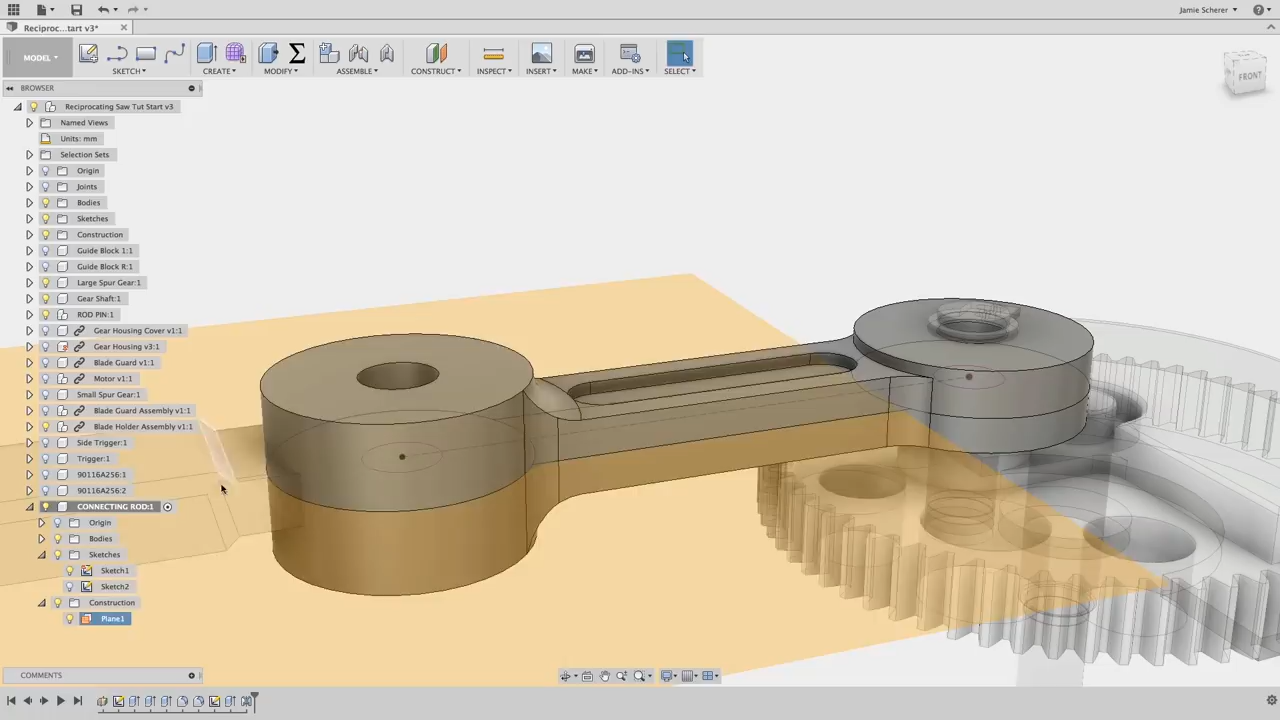 Jamie Scherer
Reciproc...tart v3*
MODEL
SKETCH
CREATE
MODIFY
ASSEMBLE
CONSTRUCT
INSPECT
INSERT
MAKE
ADD-INS
SELECT
FRONT
BROWSER
Reciprocating Saw Tut Start v3
Named Views
Units: mm
Selection Sets
Origin
Joints
Bodies
Sketches
Construction
Guide Block 1:1
Guide Block R:1
Large Spur Gear:1
Gear Shaft:1
ROD PIN:1
Gear Housing Cover v1:1
Gear Housing v3:1
Blade Guard v1:1
Motor v1:1
Small Spur Gear:1
Blade Guard Assembly v1:1
Blade Holder Assembly v1:1
Side Trigger:1
Trigger:1
90116A256:1
90116A256:2
CONNECTING ROD:1
Origin
Bodies
Sketches
Sketch1
Sketch2
Construction
Plane1
COMMENTS